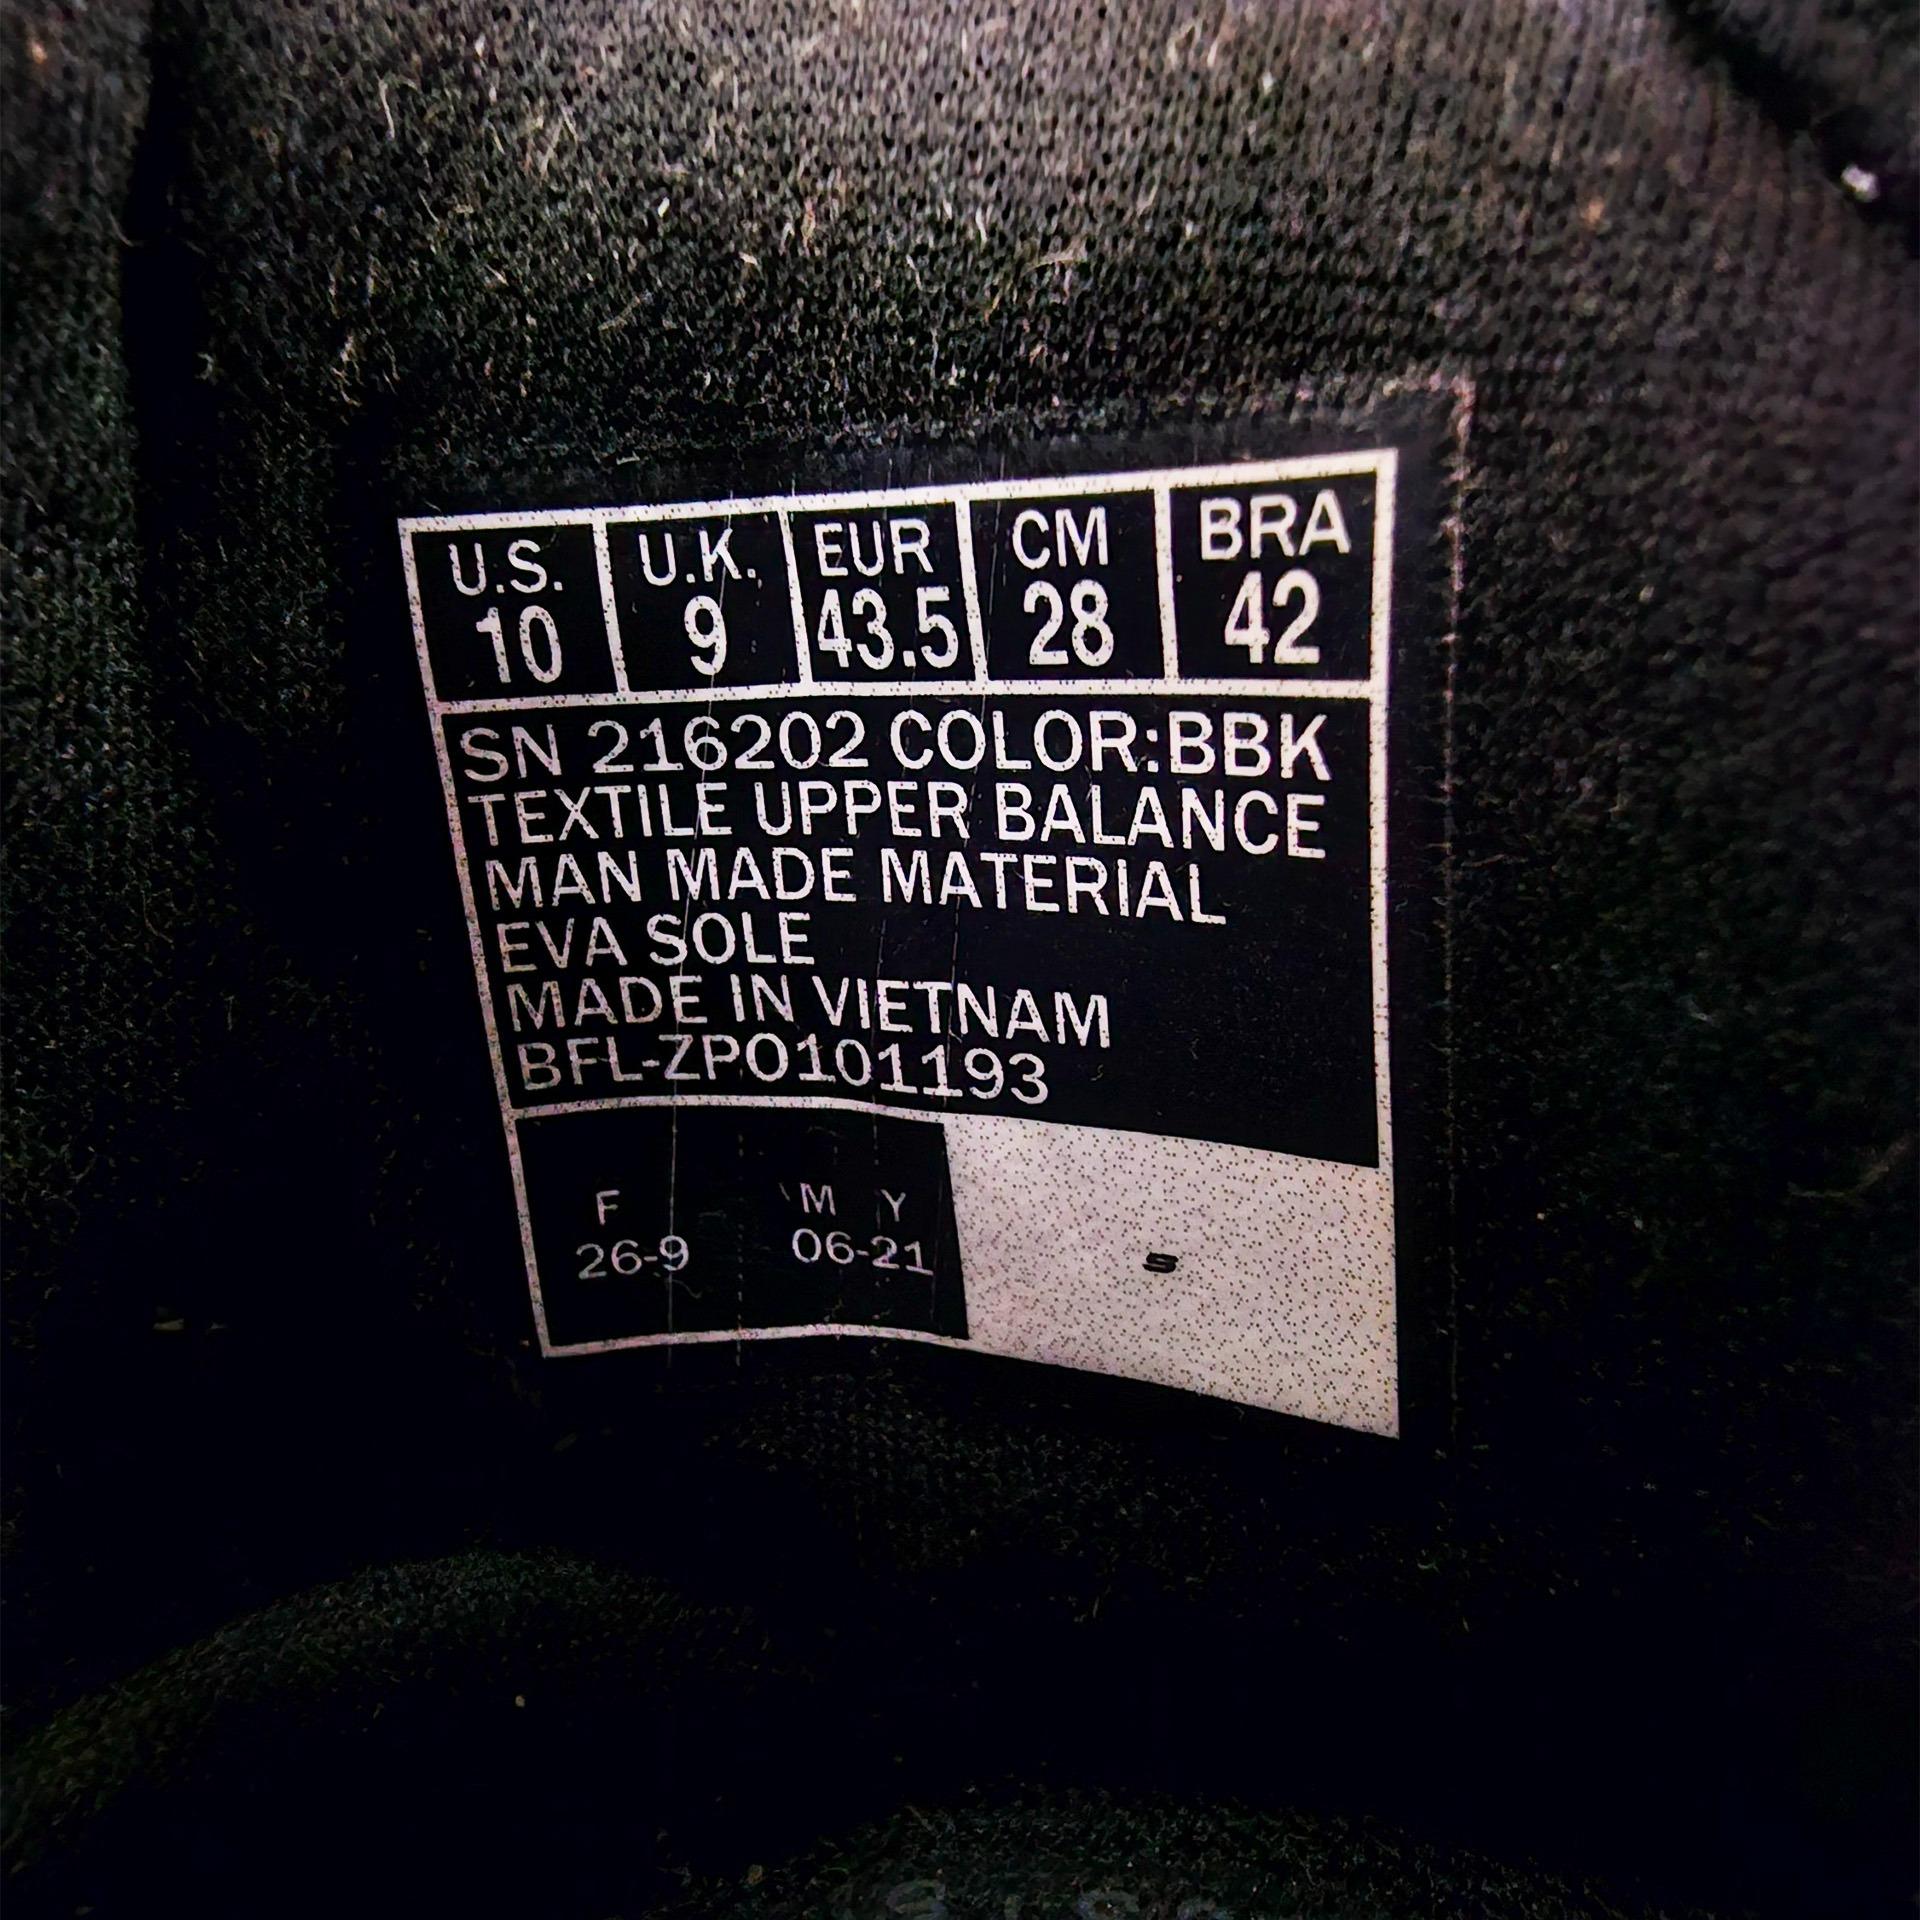 U.S. U.K. EUR CM BRA
10 9 43.5 28 42
SN 216202 COLOR:BBK
TEXTILE UPPER BALANCE
MAN MADE MATERIAL
EVA SOLE
MADE IN VIETNAM
BFL-ZPO101193
F M Y
26-9 06-21
S